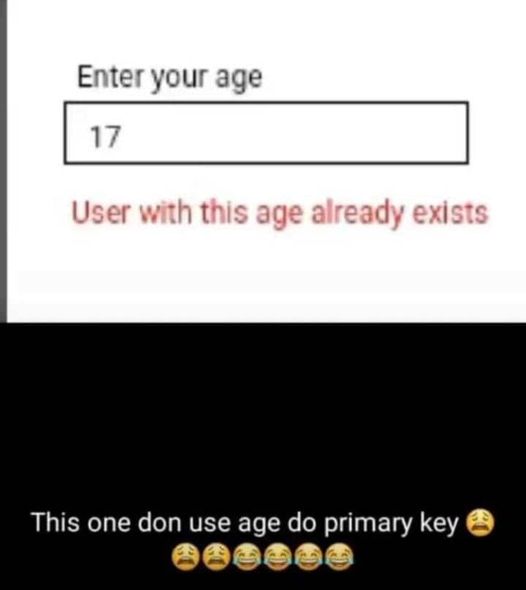 Enter your age
17
User with this age already exists
This one don use age do primary key 😩
😩😩😂😂😂😂